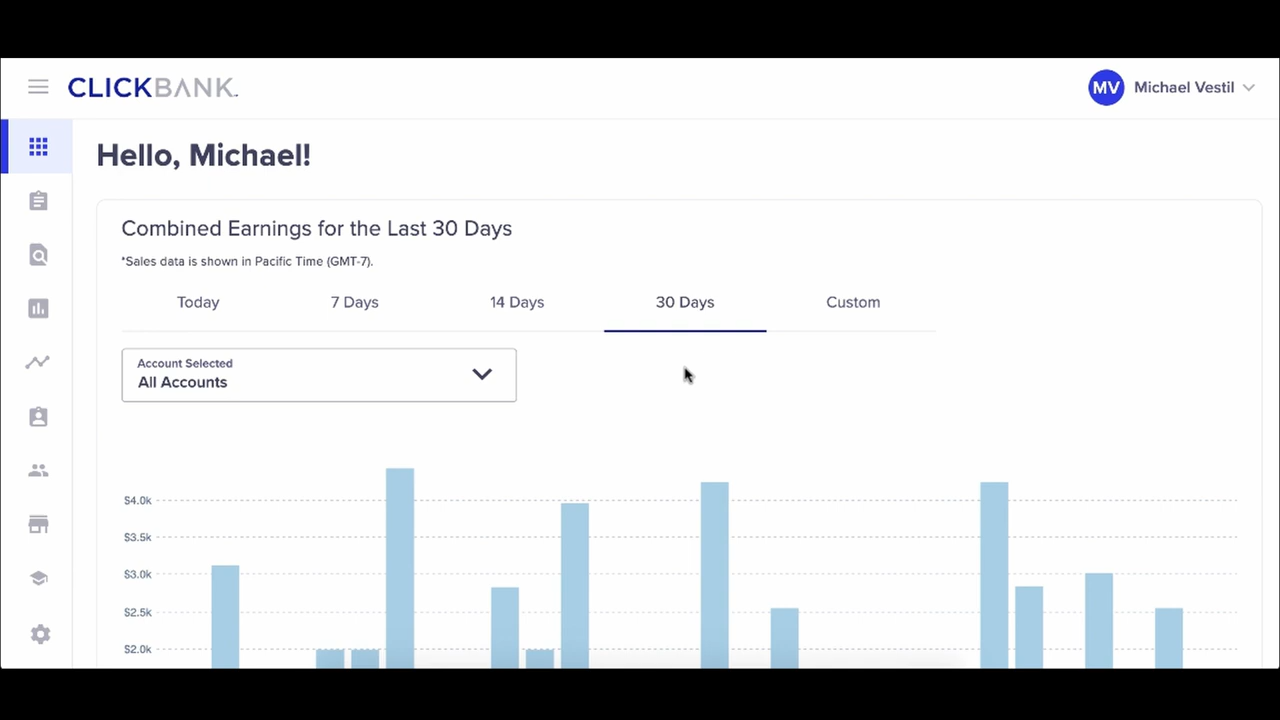 CLICKBANK
MV Michael Vestil
Hello, Michael!
Combined Earnings for the Last 30 Days
*Sales data is shown in Pacific Time (GMT-7).
Today 7 Days 14 Days 30 Days Custom
Account Selected
All Accounts
$4.0k
$3.5k
$3.0k
$2.5k
$2.0k